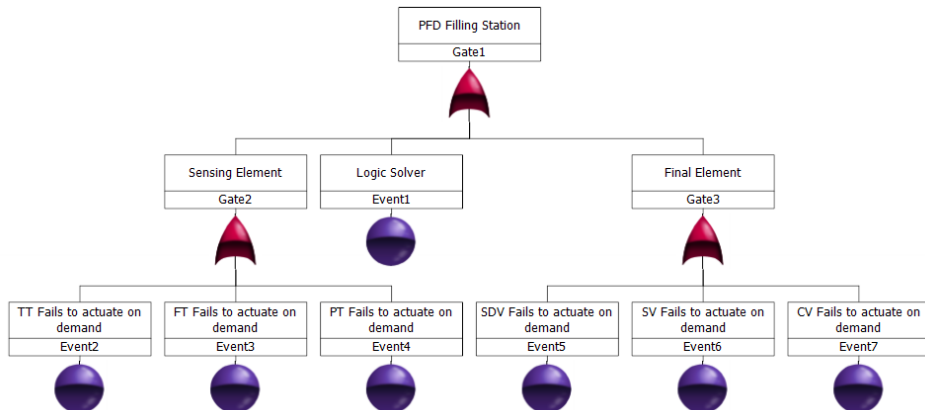 PFD Filling Station
Gate1
Sensing Element
Gate2
Logic Solver
Event1
Final Element
Gate3
TT Fails to actuate on
demand
Event2
FT Fails to actuate on
demand
Event3
PT Fails to actuate on
demand
Event4
SDV Fails to actuate on
demand
Event5
SV Fails to actuate on
demand
Event6
CV Fails to actuate on
demand
Event7